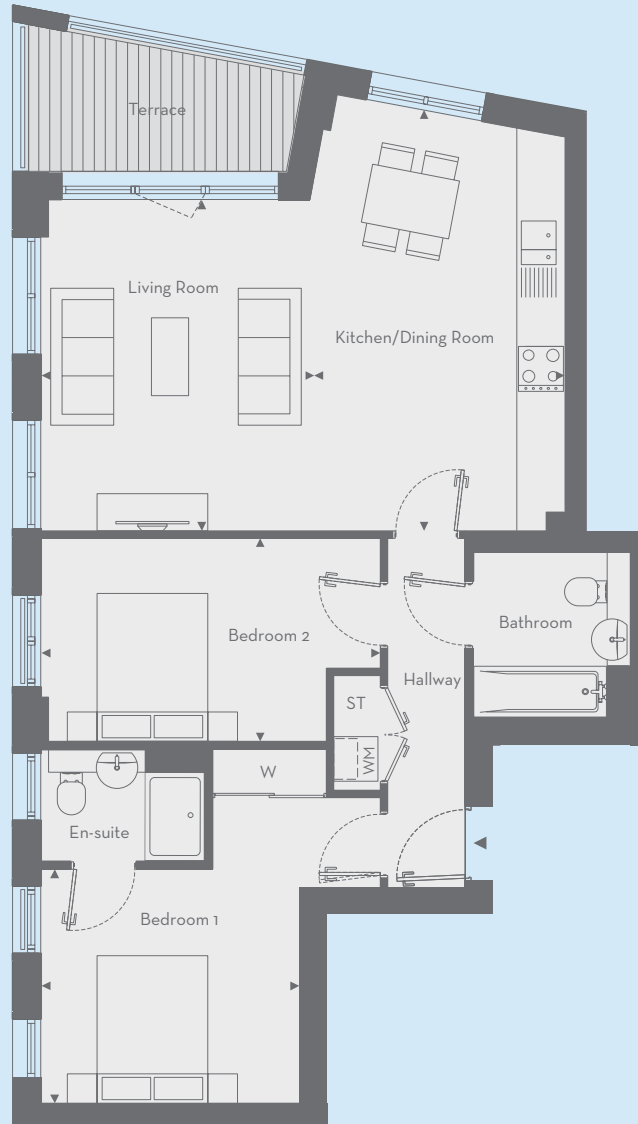 Terrace
Living Room
Kitchen/Dining Room
Bedroom 2
Bathroom
Hallway
ST
WM
W
En-suite
Bedroom 1